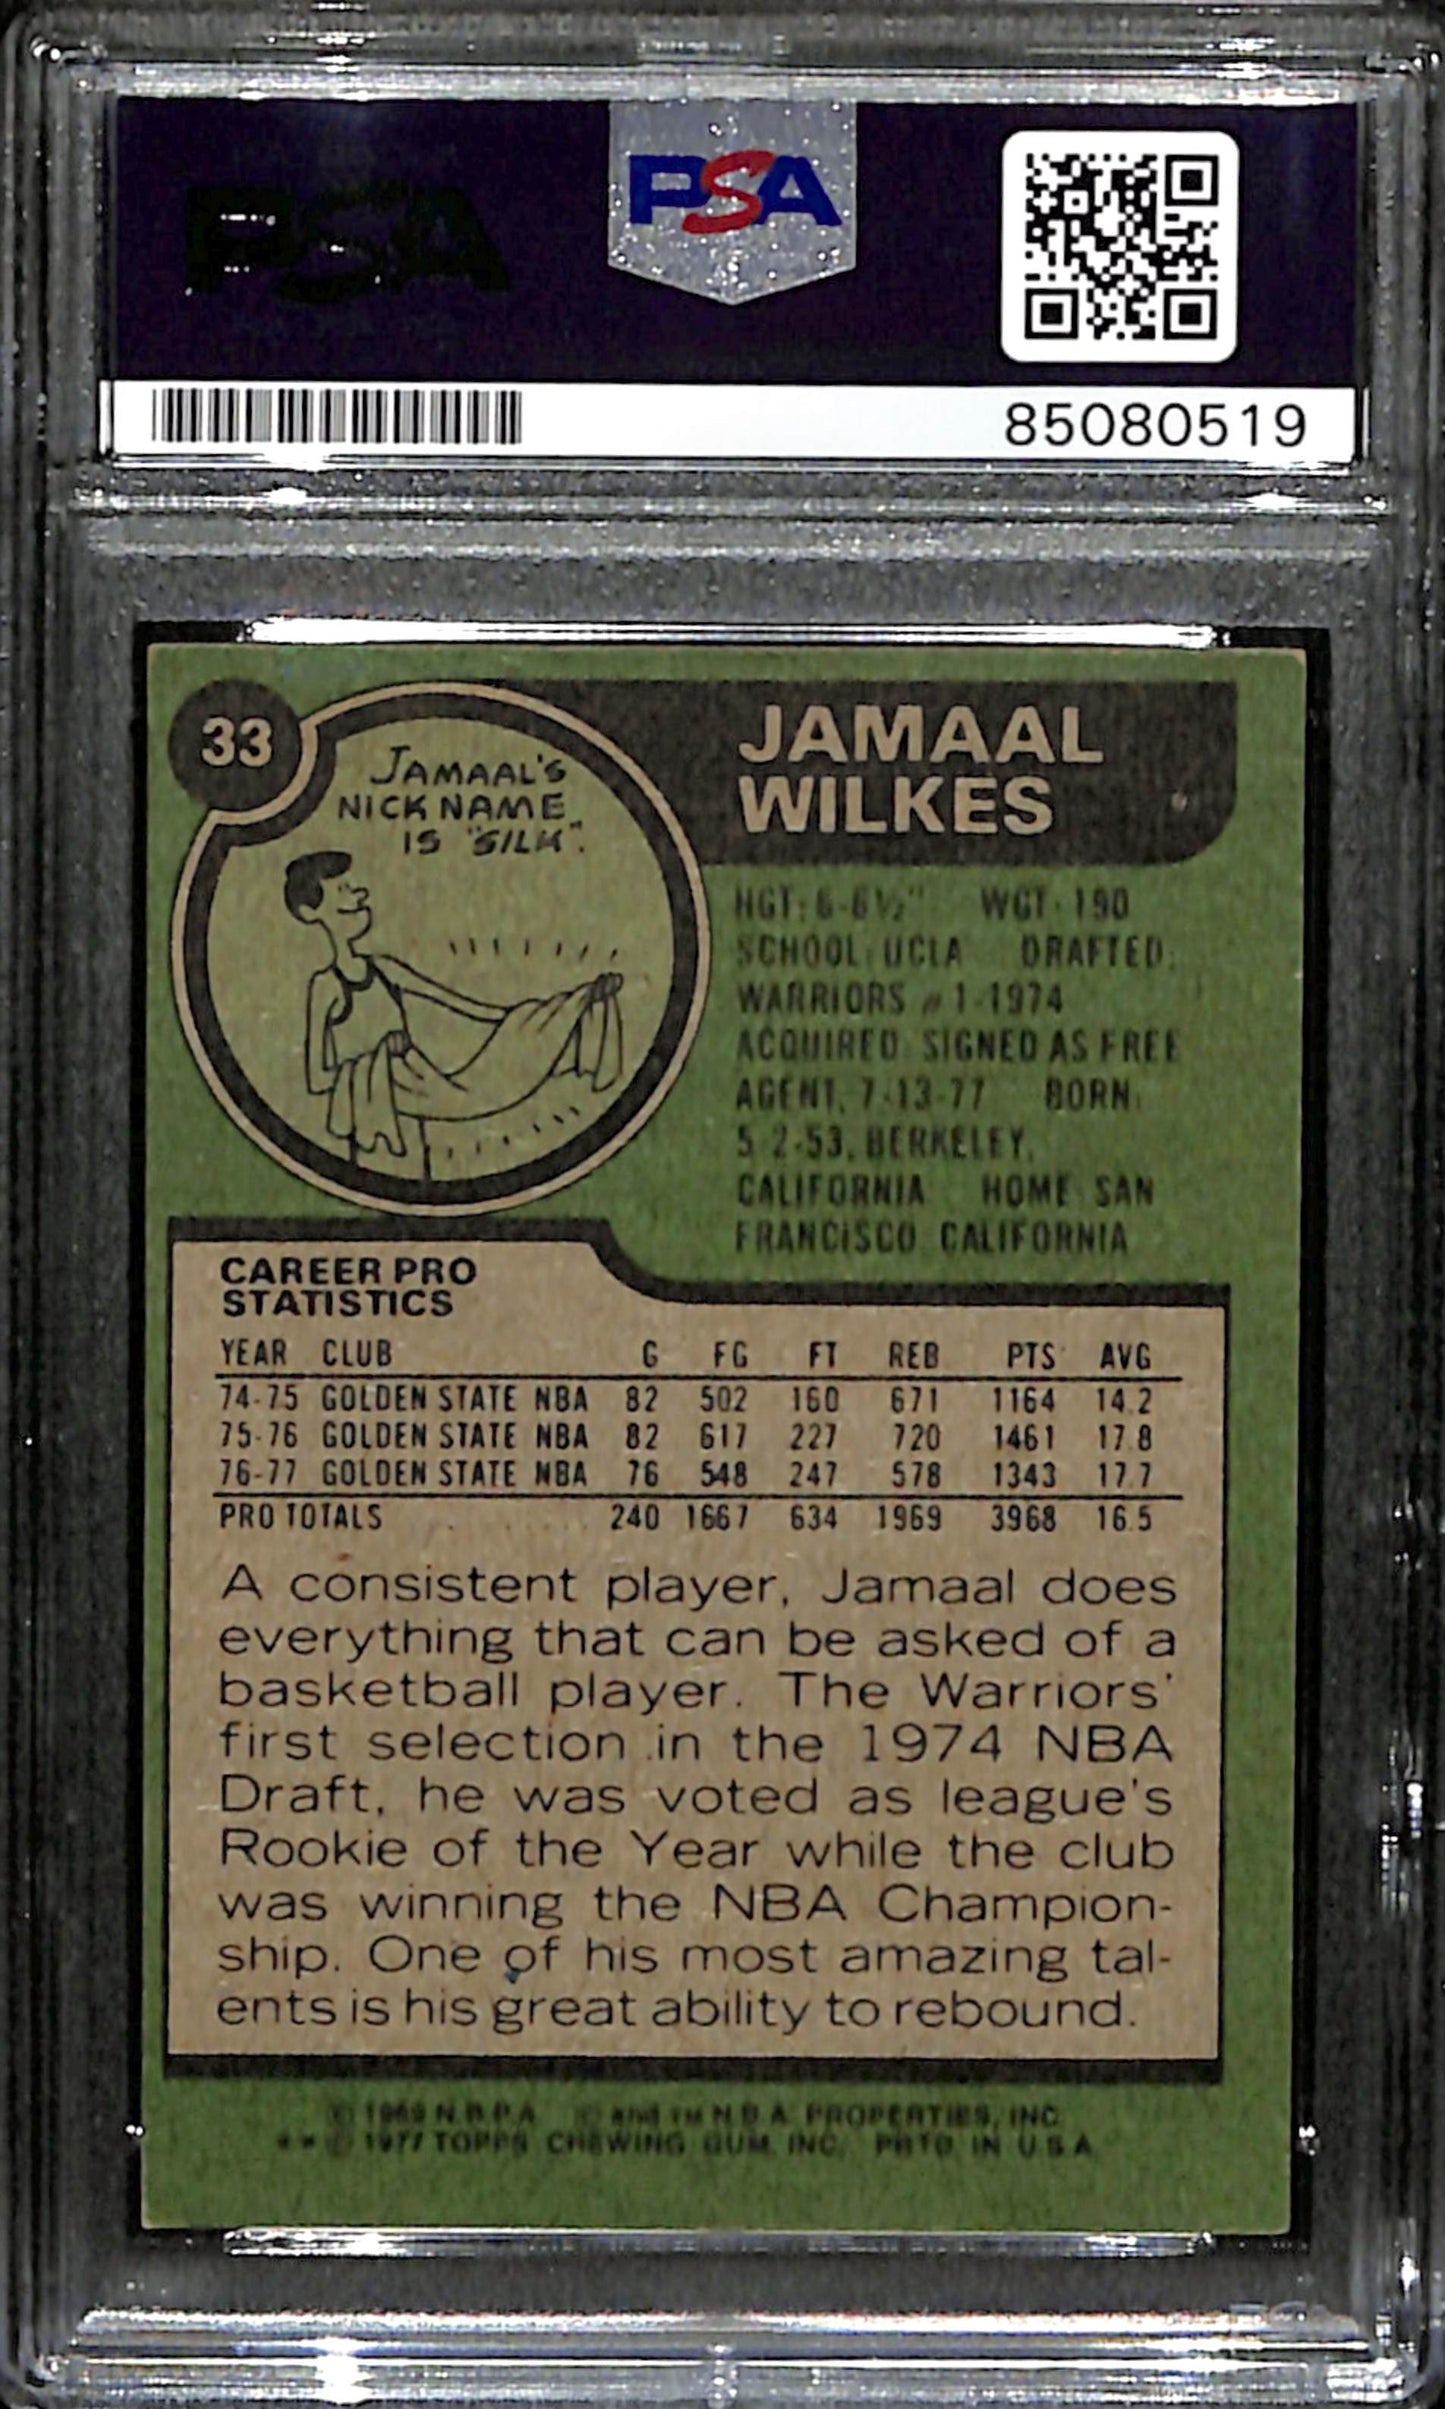 PSA
PSA
85080519
33
JAMAAL'S
NICK NAME
IS "SILK".
JAMAAL
WILKES
HGT: 6-6½" WGT: 190
SCHOOL: UCLA DRAFTED:
WARRIORS #1-1974
ACQUIRED: SIGNED AS FREE
AGENT, 7-13-77 BORN:
5-2-53, BERKELEY,
CALIFORNIA HOME: SAN
FRANCISCO, CALIFORNIA
CAREER PRO
STATISTICS
YEAR CLUB G FG FT REB PTS AVG
74-75 GOLDEN STATE NBA 82 502 160 671 1164 14.2
75-76 GOLDEN STATE NBA 82 617 227 720 1461 17.8
76-77 GOLDEN STATE NBA 76 548 247 578 1343 17.7
PRO TOTALS 240 1667 634 1969 3968 16.5
A consistent player, Jamaal does
everything that can be asked of a
basketball player. The Warriors'
first selection in the 1974 NBA
Draft, he was voted as league's
Rookie of the Year while the club
was winning the NBA Champion-
ship. One of his most amazing tal-
ents is his great ability to rebound.
© 1969 N.B.P.A. © and TM N.B.A. PROPERTIES, INC.
** © 1977 TOPPS CHEWING GUM, INC. PRTD. IN U.S.A.